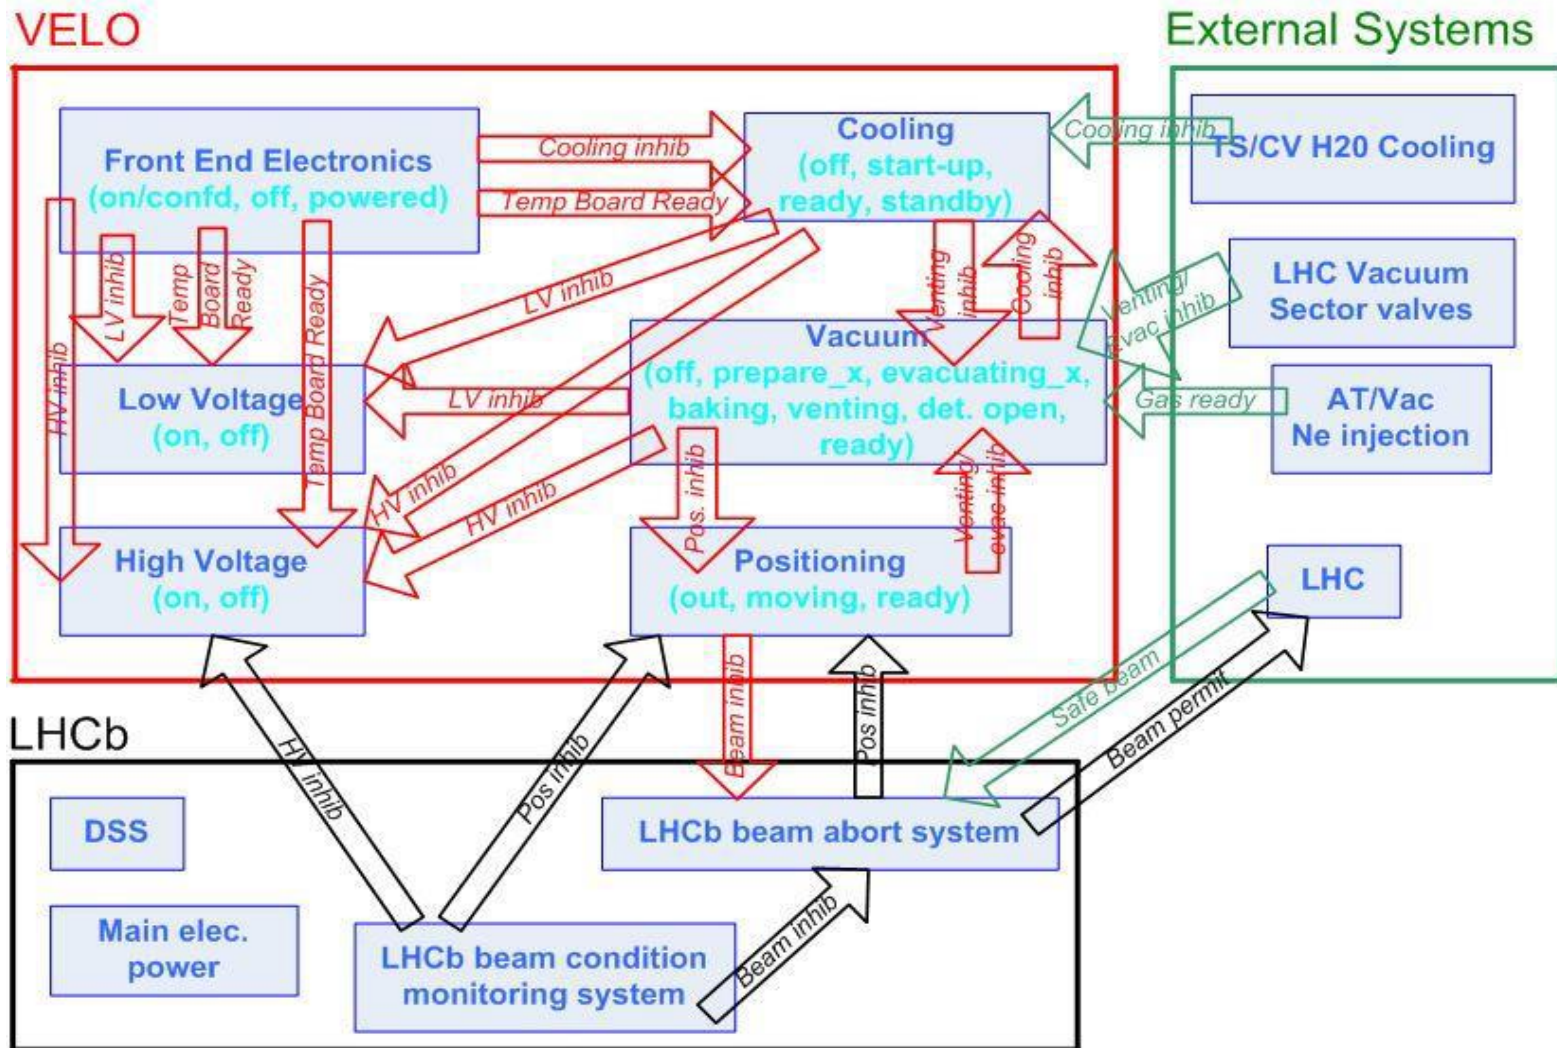 VELO
External Systems
Front End Electronics
(on/confd, off, powered)
Cooling inhib
Temp Board Ready
Cooling
(off, start-up,
ready, standby)
Cooling inhib
TS/CV H20 Cooling
LV inhib
Temp
Board
Ready
Temp Board Ready
HV inhib
LV inhib
Venting
inhib
Cooling
inhib
Venting/
Evac inhib
LHC Vacuum
Sector valves
Vacuum
(off, prepare_x, evacuating_x,
baking, venting, det. open,
ready)
Low Voltage
(on, off)
LV inhib
Gas ready
AT/Vac
Ne injection
HV inhib
HV inhib
Pos. inhib
Venting/
evac inhib
High Voltage
(on, off)
Positioning
(out, moving, ready)
LHC
Beam inhib
Pos inhib
Safe beam
Beam permit
LHCb
HV inhib
Pos inhib
DSS
LHCb beam abort system
Main elec.
power
LHCb beam condition
monitoring system
Beam inhib